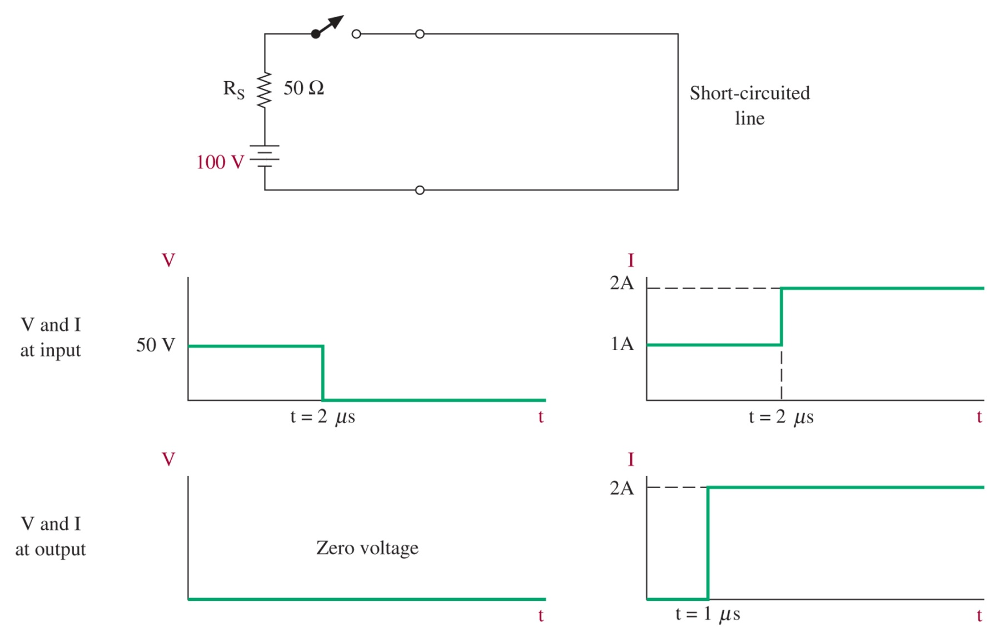 R_S 50 Ω
Short-circuited
line
100 V
V
I
2A
V and I
at input
50 V
1A
t = 2 μs
t
t = 2 μs
t
V
I
2A
V and I
at output
Zero voltage
t
t = 1 μs
t